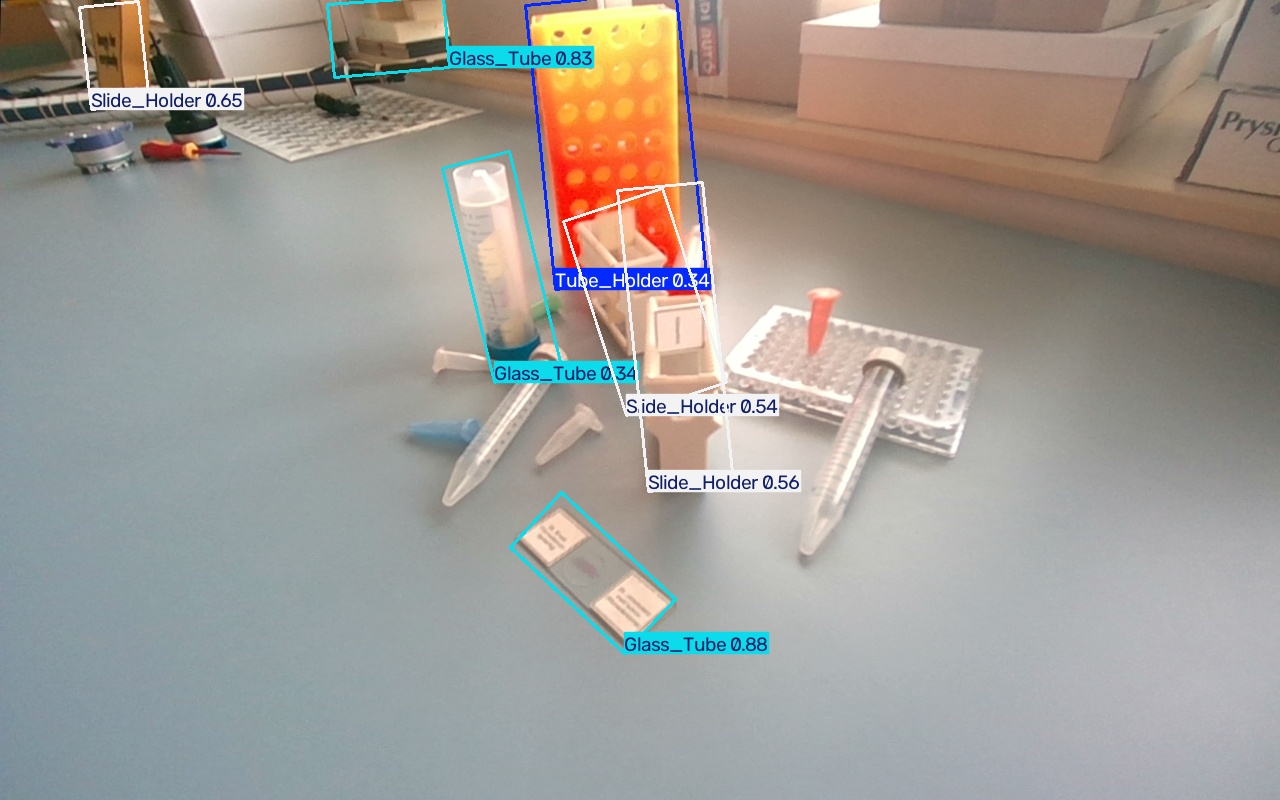 Slide_Holder 0.65
Glass_Tube 0.83
Tube_Holder 0.34
Glass_Tube 0.34
Slide_Holder 0.54
Slide_Holder 0.56
Glass_Tube 0.88
AUTO
Prys